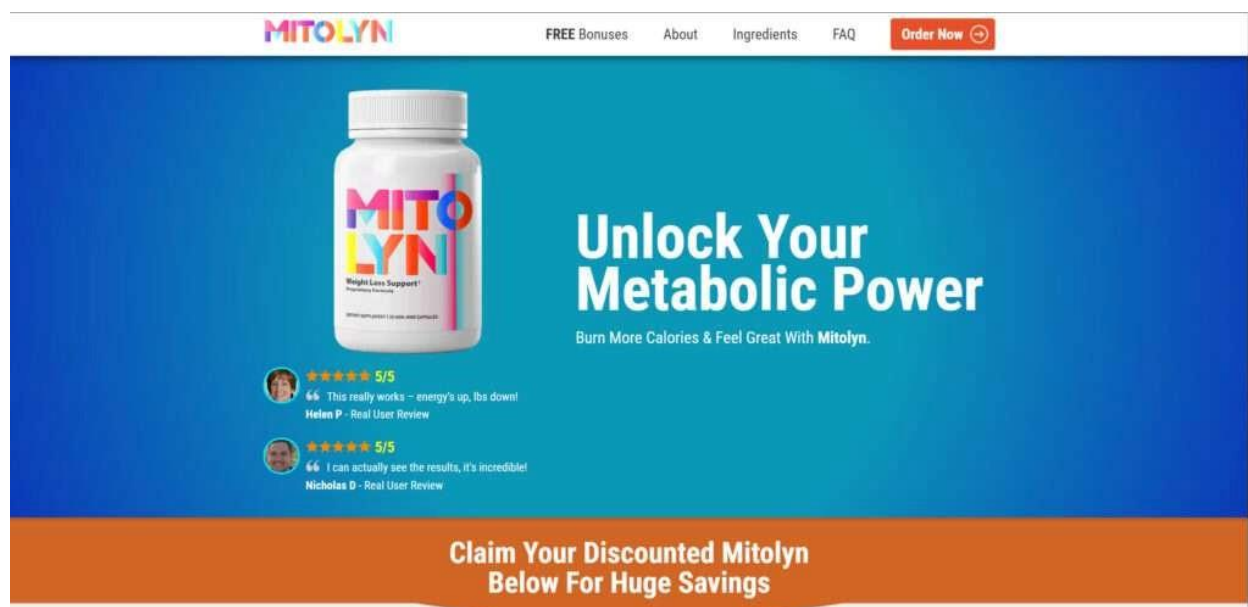 MITOLYN
FREE Bonuses About Ingredients FAQ Order Now
MITO
LYN
Weight Loss Support
Proprietary Formula
Unlock Your
Metabolic Power
Burn More Calories & Feel Great With Mitolyn.
5/5
This really works – energy's up, lbs down!
Helen P - Real User Review
5/5
I can actually see the results, it's incredible!
Nicholas D - Real User Review
Claim Your Discounted Mitolyn
Below For Huge Savings